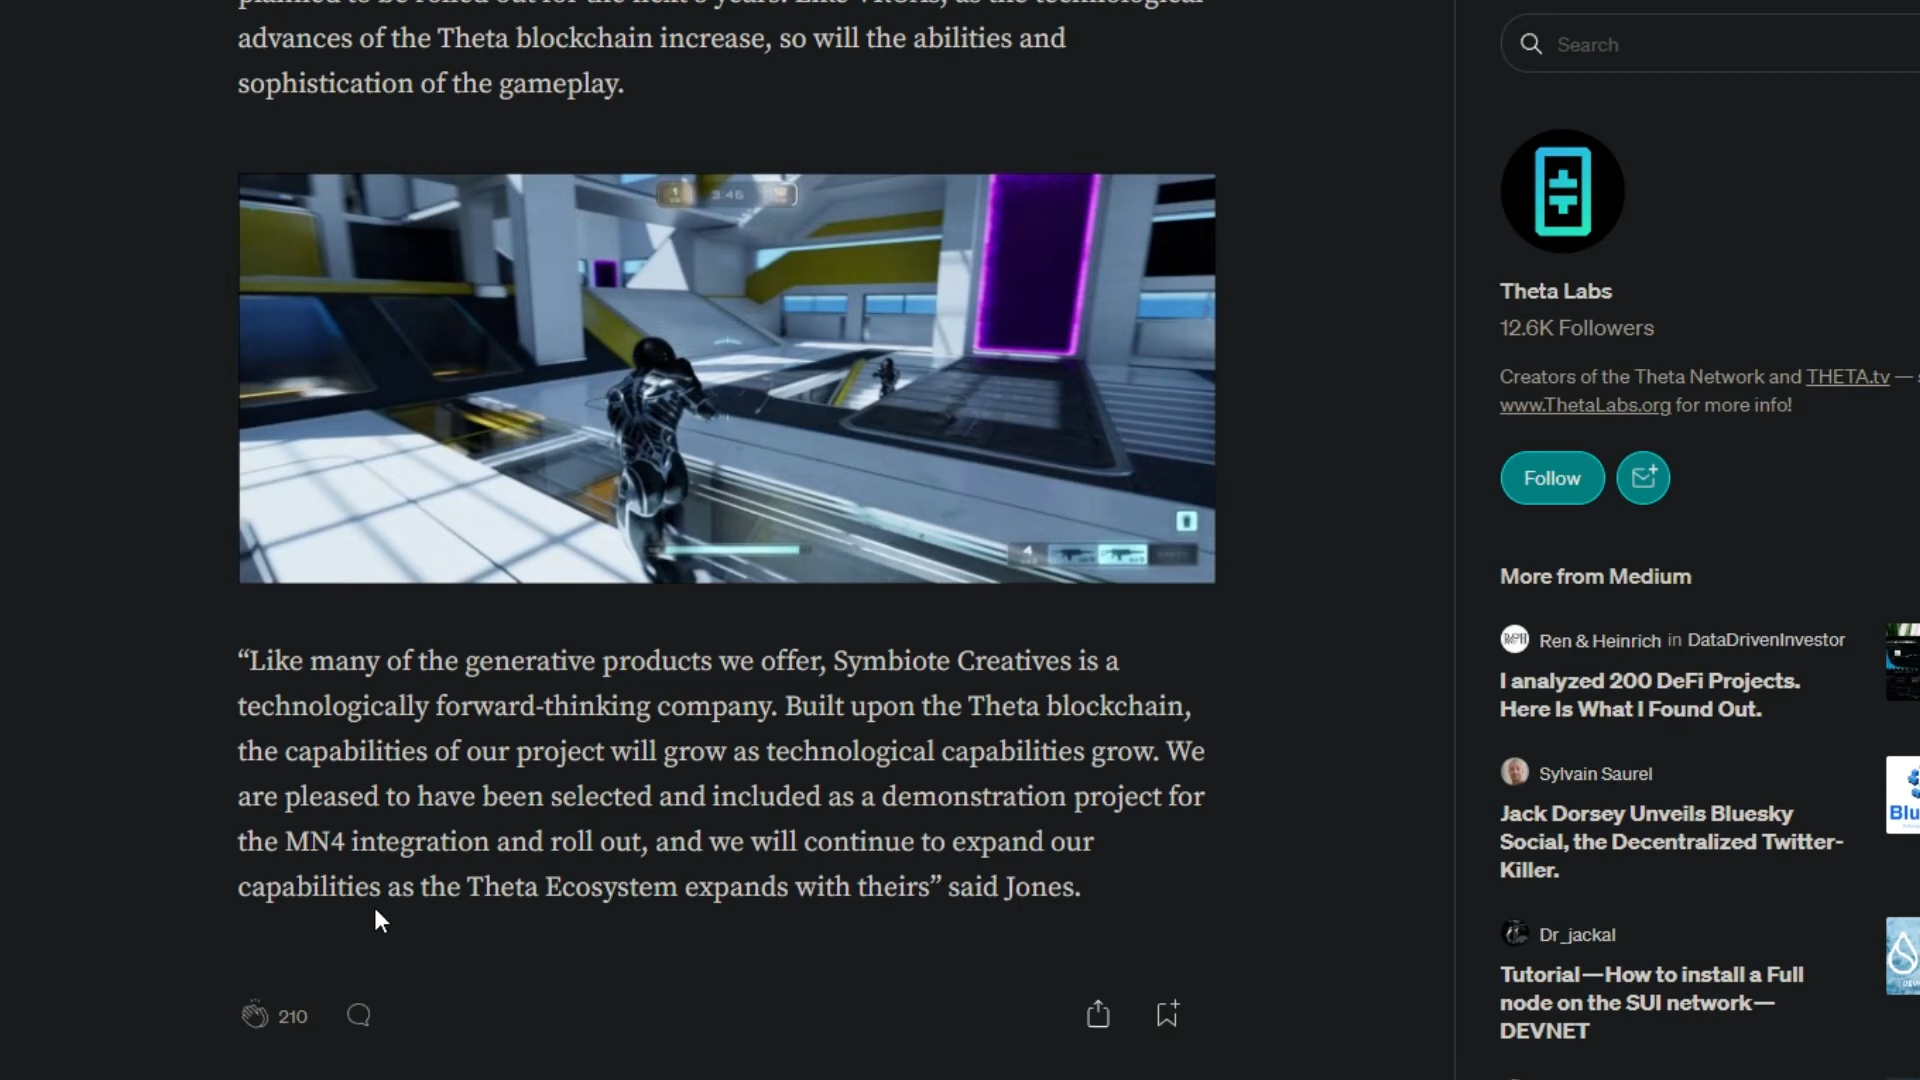 advances of the Theta blockchain increase, so will the abilities and
sophistication of the gameplay.
1
3:46
12
4
“Like many of the generative products we offer, Symbiote Creatives is a
technologically forward-thinking company. Built upon the Theta blockchain,
the capabilities of our project will grow as technological capabilities grow. We
are pleased to have been selected and included as a demonstration project for
the MN4 integration and roll out, and we will continue to expand our
capabilities as the Theta Ecosystem expands with theirs” said Jones.
210
Search
Theta Labs
12.6K Followers
Creators of the Theta Network and THETA.tv —
www.ThetaLabs.org for more info!
Follow
More from Medium
Ren & Heinrich in DataDrivenInvestor
I analyzed 200 DeFi Projects.
Here Is What I Found Out.
Sylvain Saurel
Jack Dorsey Unveils Bluesky
Social, the Decentralized Twitter-
Killer.
Blu
Dr_jackal
Tutorial — How to install a Full
node on the SUI network —
DEVNET